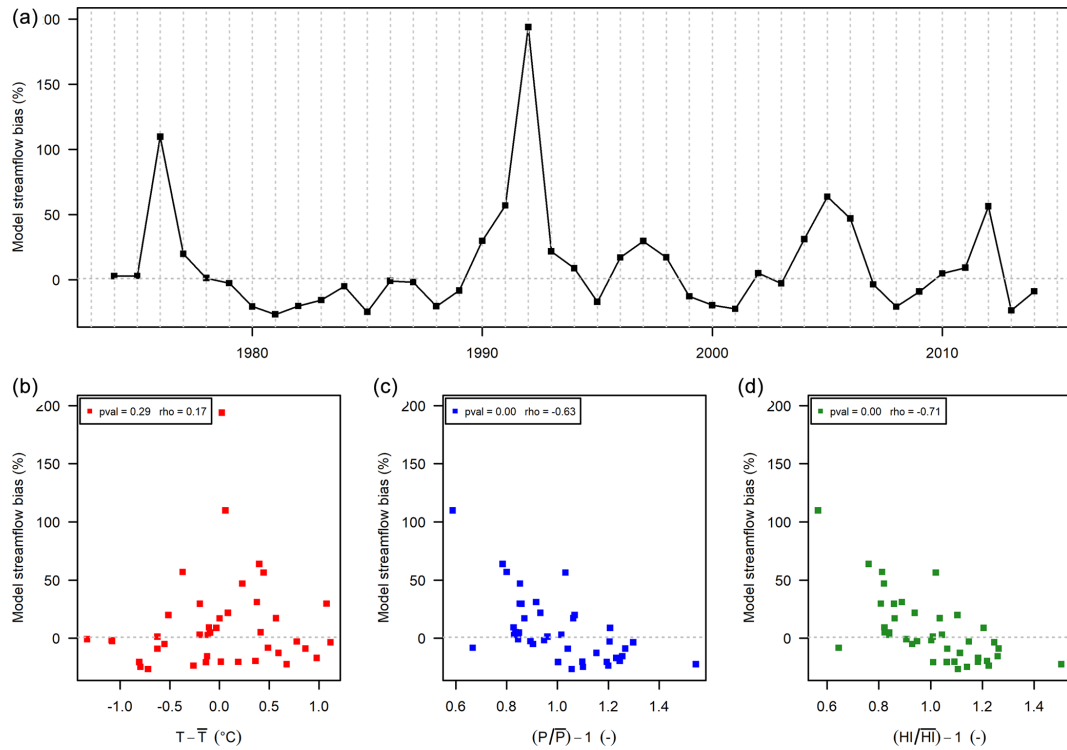 (a)
Model streamflow bias (%)
00
150
100
50
0
1980 1990 2000 2010
(b)
Model streamflow bias (%)
200
150
100
50
0
pval = 0.29 rho = 0.17
-1.0 -0.5 0.0 0.5 1.0
T − T̅ (°C)
(c)
Model streamflow bias (%)
200
150
100
50
0
pval = 0.00 rho = -0.63
0.6 0.8 1.0 1.2 1.4
(P/P̅) − 1 (-)
(d)
Model streamflow bias (%)
200
150
100
50
0
pval = 0.00 rho = -0.71
0.6 0.8 1.0 1.2 1.4
(HI/H̅I̅) − 1 (-)